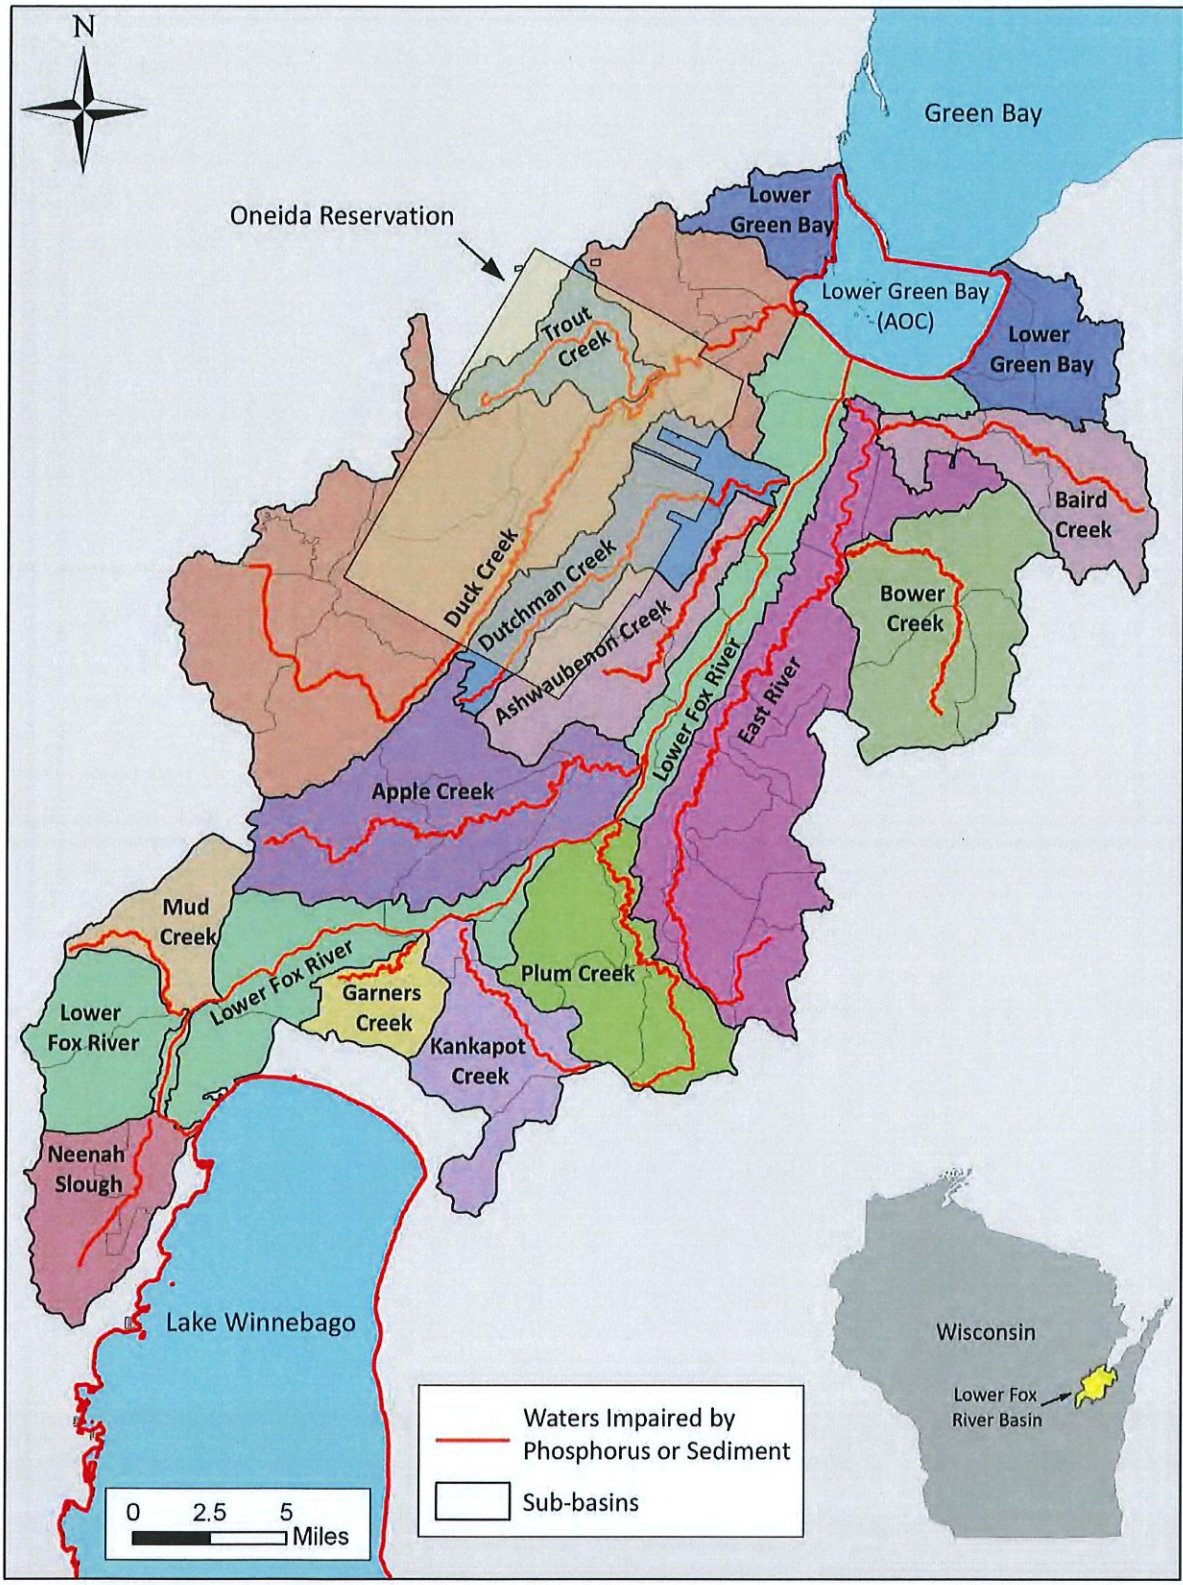 N
Green Bay
Oneida Reservation
Lower
Green Bay
Lower Green Bay
(AOC)
Lower
Green Bay
Trout
Creek
Duck Creek
Dutchman Creek
Ashwaubenon Creek
Lower Fox River
East River
Baird
Creek
Bower
Creek
Apple Creek
Mud
Creek
Lower
Fox River
Lower Fox River
Garners
Creek
Kankapot
Creek
Plum Creek
Neenah
Slough
Lake Winnebago
Wisconsin
Lower Fox
River Basin
Waters Impaired by
Phosphorus or Sediment
Sub-basins
0 2.5 5
Miles